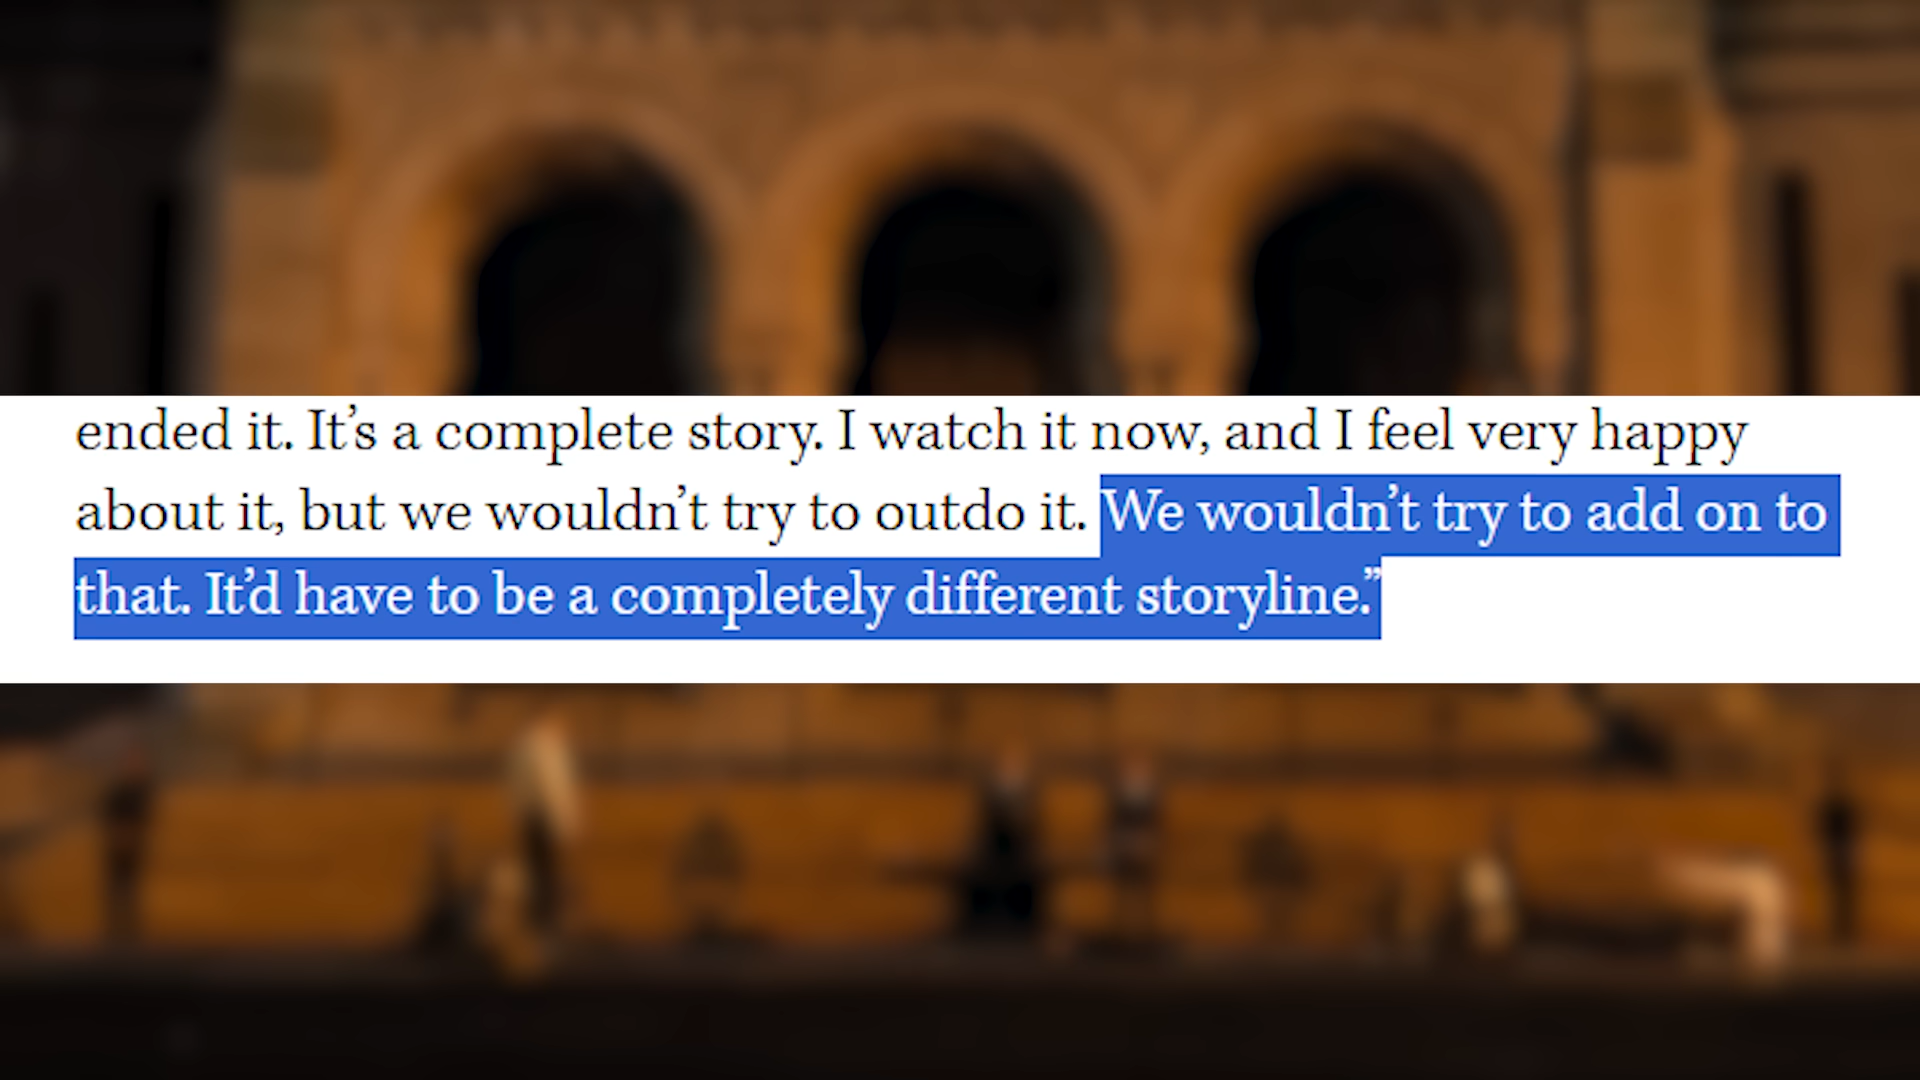 ended it. It’s a complete story. I watch it now, and I feel very happy
about it, but we wouldn’t try to outdo it. We wouldn’t try to add on to
that. It’d have to be a completely different storyline.”